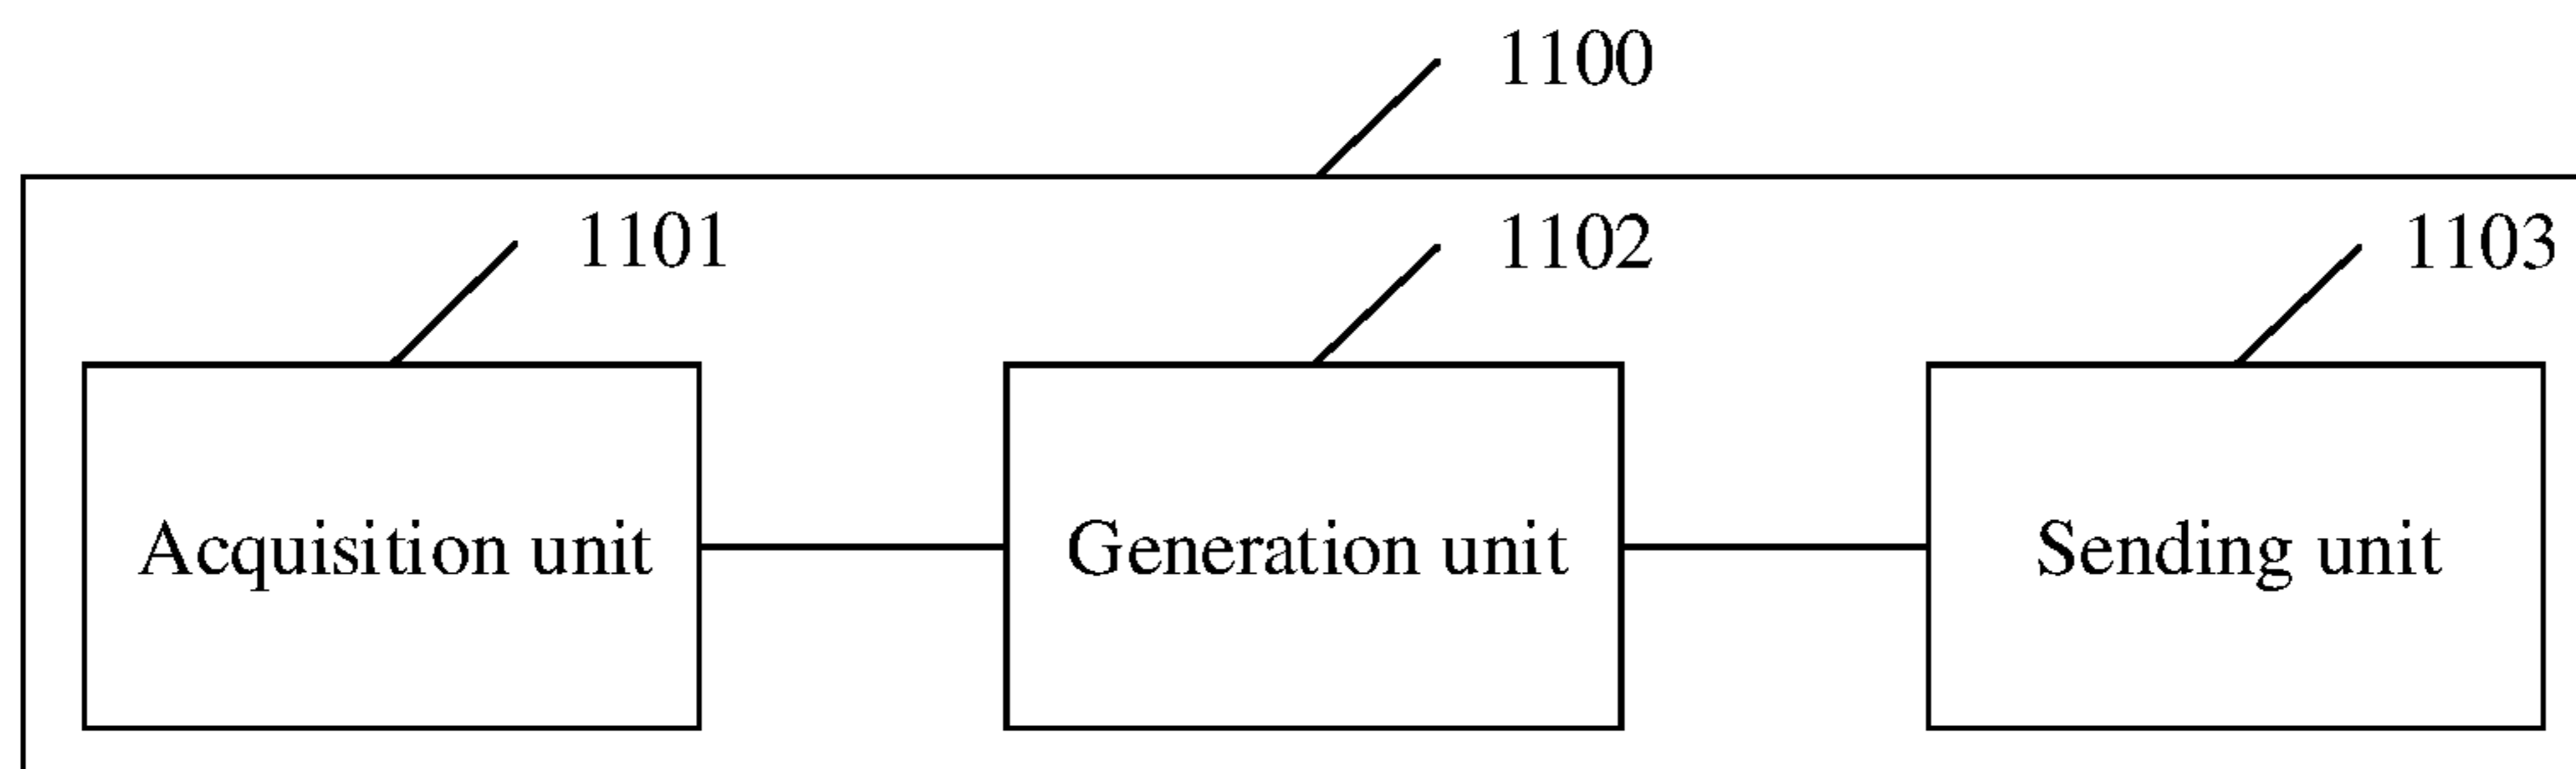 1100
1101
1102
1103
Acquisition unit
Generation unit
Sending unit